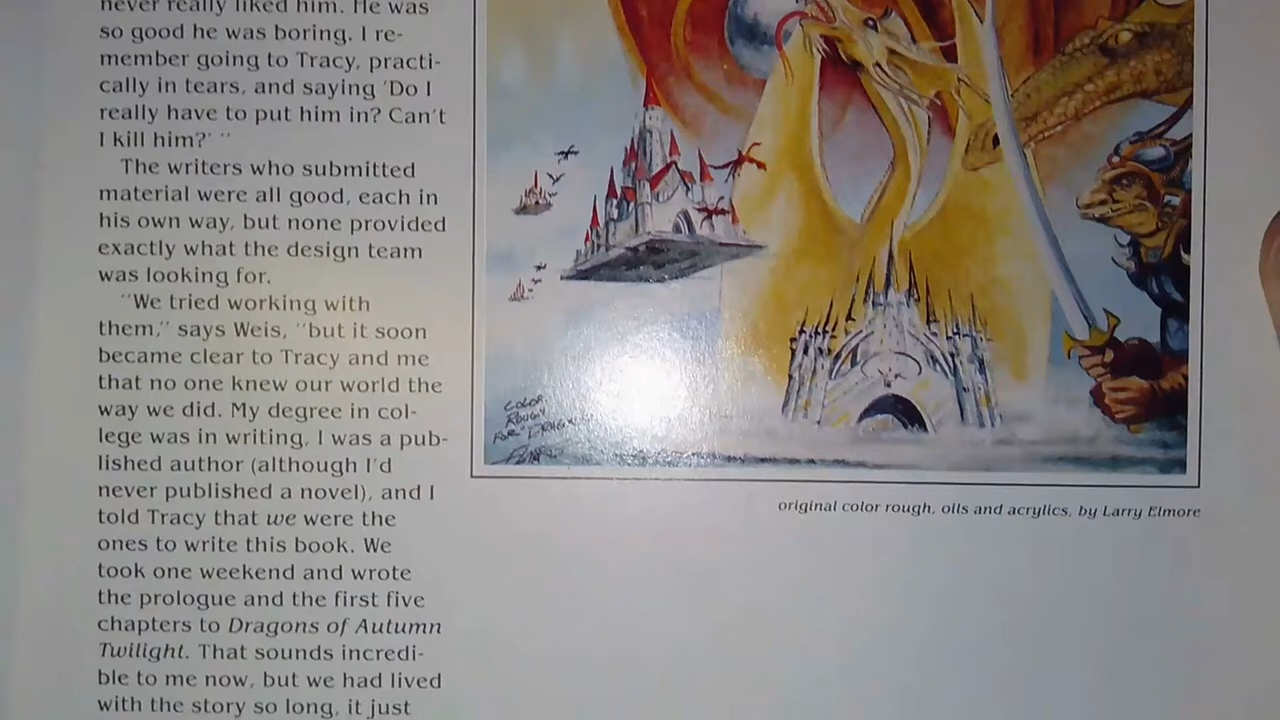 never really liked him. He was
so good he was boring. I re-
member going to Tracy, practi-
cally in tears, and saying 'Do I
really have to put him in? Can't
I kill him?' "
The writers who submitted
material were all good, each in
his own way, but none provided
exactly what the design team
was looking for.
"We tried working with
them," says Weis, "but it soon
became clear to Tracy and me
that no one knew our world the
way we did. My degree in col-
lege was in writing, I was a pub-
lished author (although I'd
never published a novel), and I
told Tracy that we were the
ones to write this book. We
took one weekend and wrote
the prologue and the first five
chapters to Dragons of Autumn
Twilight. That sounds incredi-
ble to me now, but we had lived
with the story so long, it just
COLOR
ROUGH
FOR
original color rough, oils and acrylics, by Larry Elmore